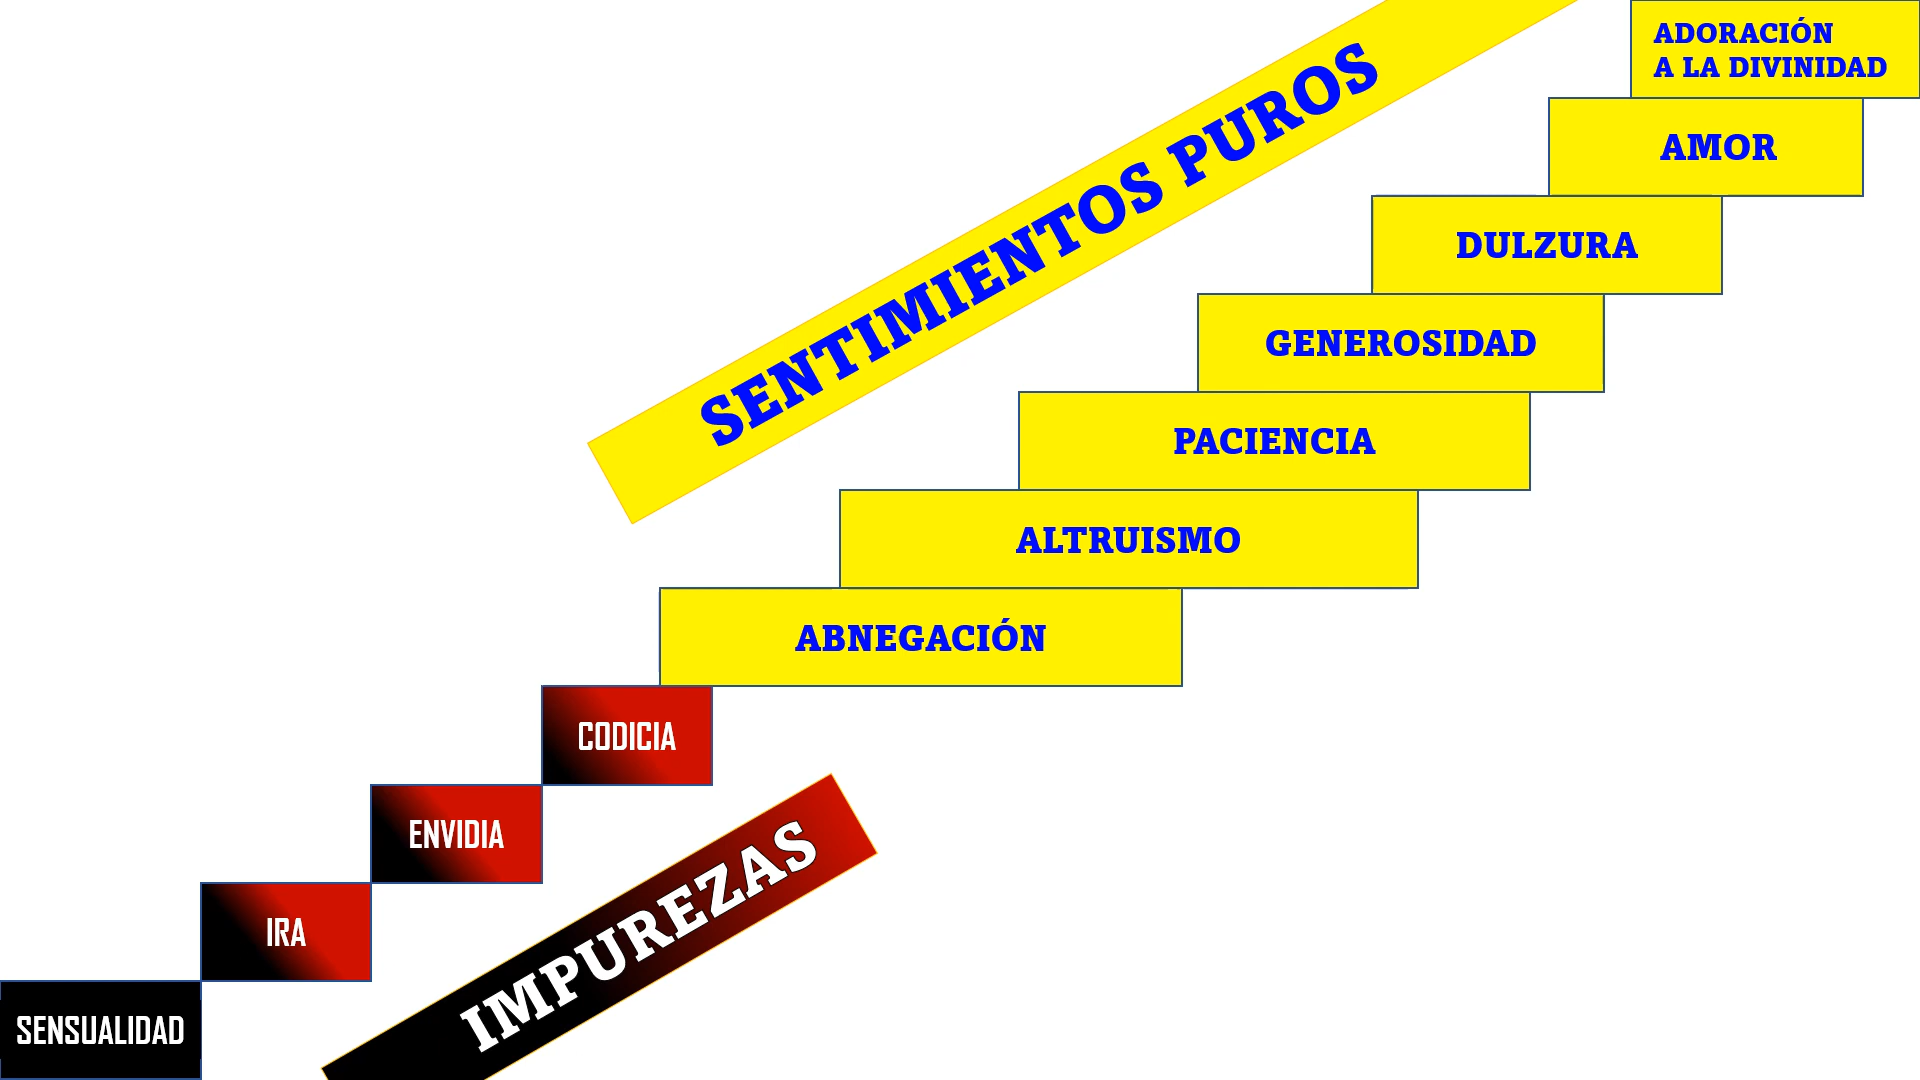 ADORACIÓN
A LA DIVINIDAD
AMOR
DULZURA
SENTIMIENTOS PUROS
GENEROSIDAD
PACIENCIA
ALTRUISMO
ABNEGACIÓN
CODICIA
ENVIDIA
IRA
IMPUREZAS
SENSUALIDAD